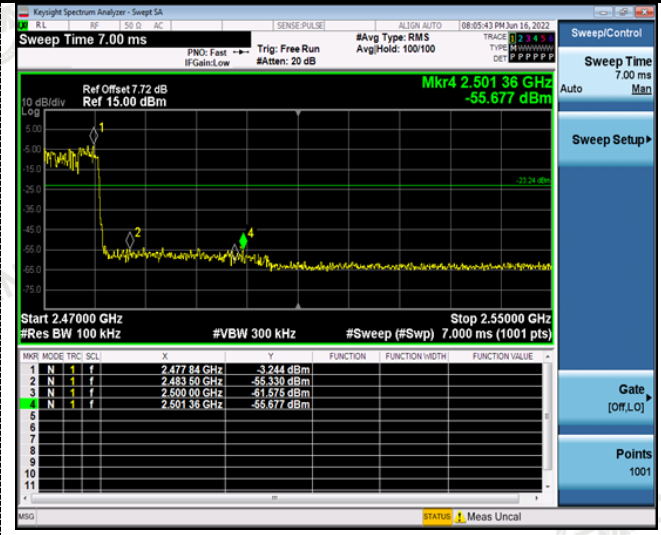 Keysight Spectrum Analyzer - Swept SA
RL RF 50 Ω AC SENSE:PULSE ALIGN AUTO 08:05:43 PM Jun 16, 2022
Sweep Time 7.00 ms
PNO: Fast
IFGain:Low
Trig: Free Run
#Atten: 20 dB
#Avg Type: RMS
Avg|Hold: 100/100
TRACE 1 2 3 4 5 6
TYPE M W W W W W
DET P P P P P P
Mkr4 2.501 36 GHz
-55.677 dBm
Ref Offset 7.72 dB
10 dB/div Ref 15.00 dBm
Log
5.00
-5.00
-15.0
-25.0
-35.0
-45.0
-55.0
-65.0
-75.0
1
2
4
-23.24 dBm
Start 2.47000 GHz Stop 2.55000 GHz
#Res BW 100 kHz #VBW 300 kHz #Sweep (#Swp) 7.000 ms (1001 pts)
MKR MODE TRC SCL X Y FUNCTION FUNCTION WIDTH FUNCTION VALUE
1 N 1 f 2.477 84 GHz -3.244 dBm
2 N 1 f 2.483 50 GHz -55.330 dBm
3 N 1 f 2.500 00 GHz -61.575 dBm
4 N 1 f 2.501 36 GHz -55.677 dBm
5
6
7
8
9
10
11
MSG STATUS Meas Uncal
Sweep/Control
Sweep Time
7.00 ms
Auto Man
Sweep Setup
Gate
[Off,LO]
Points
1001